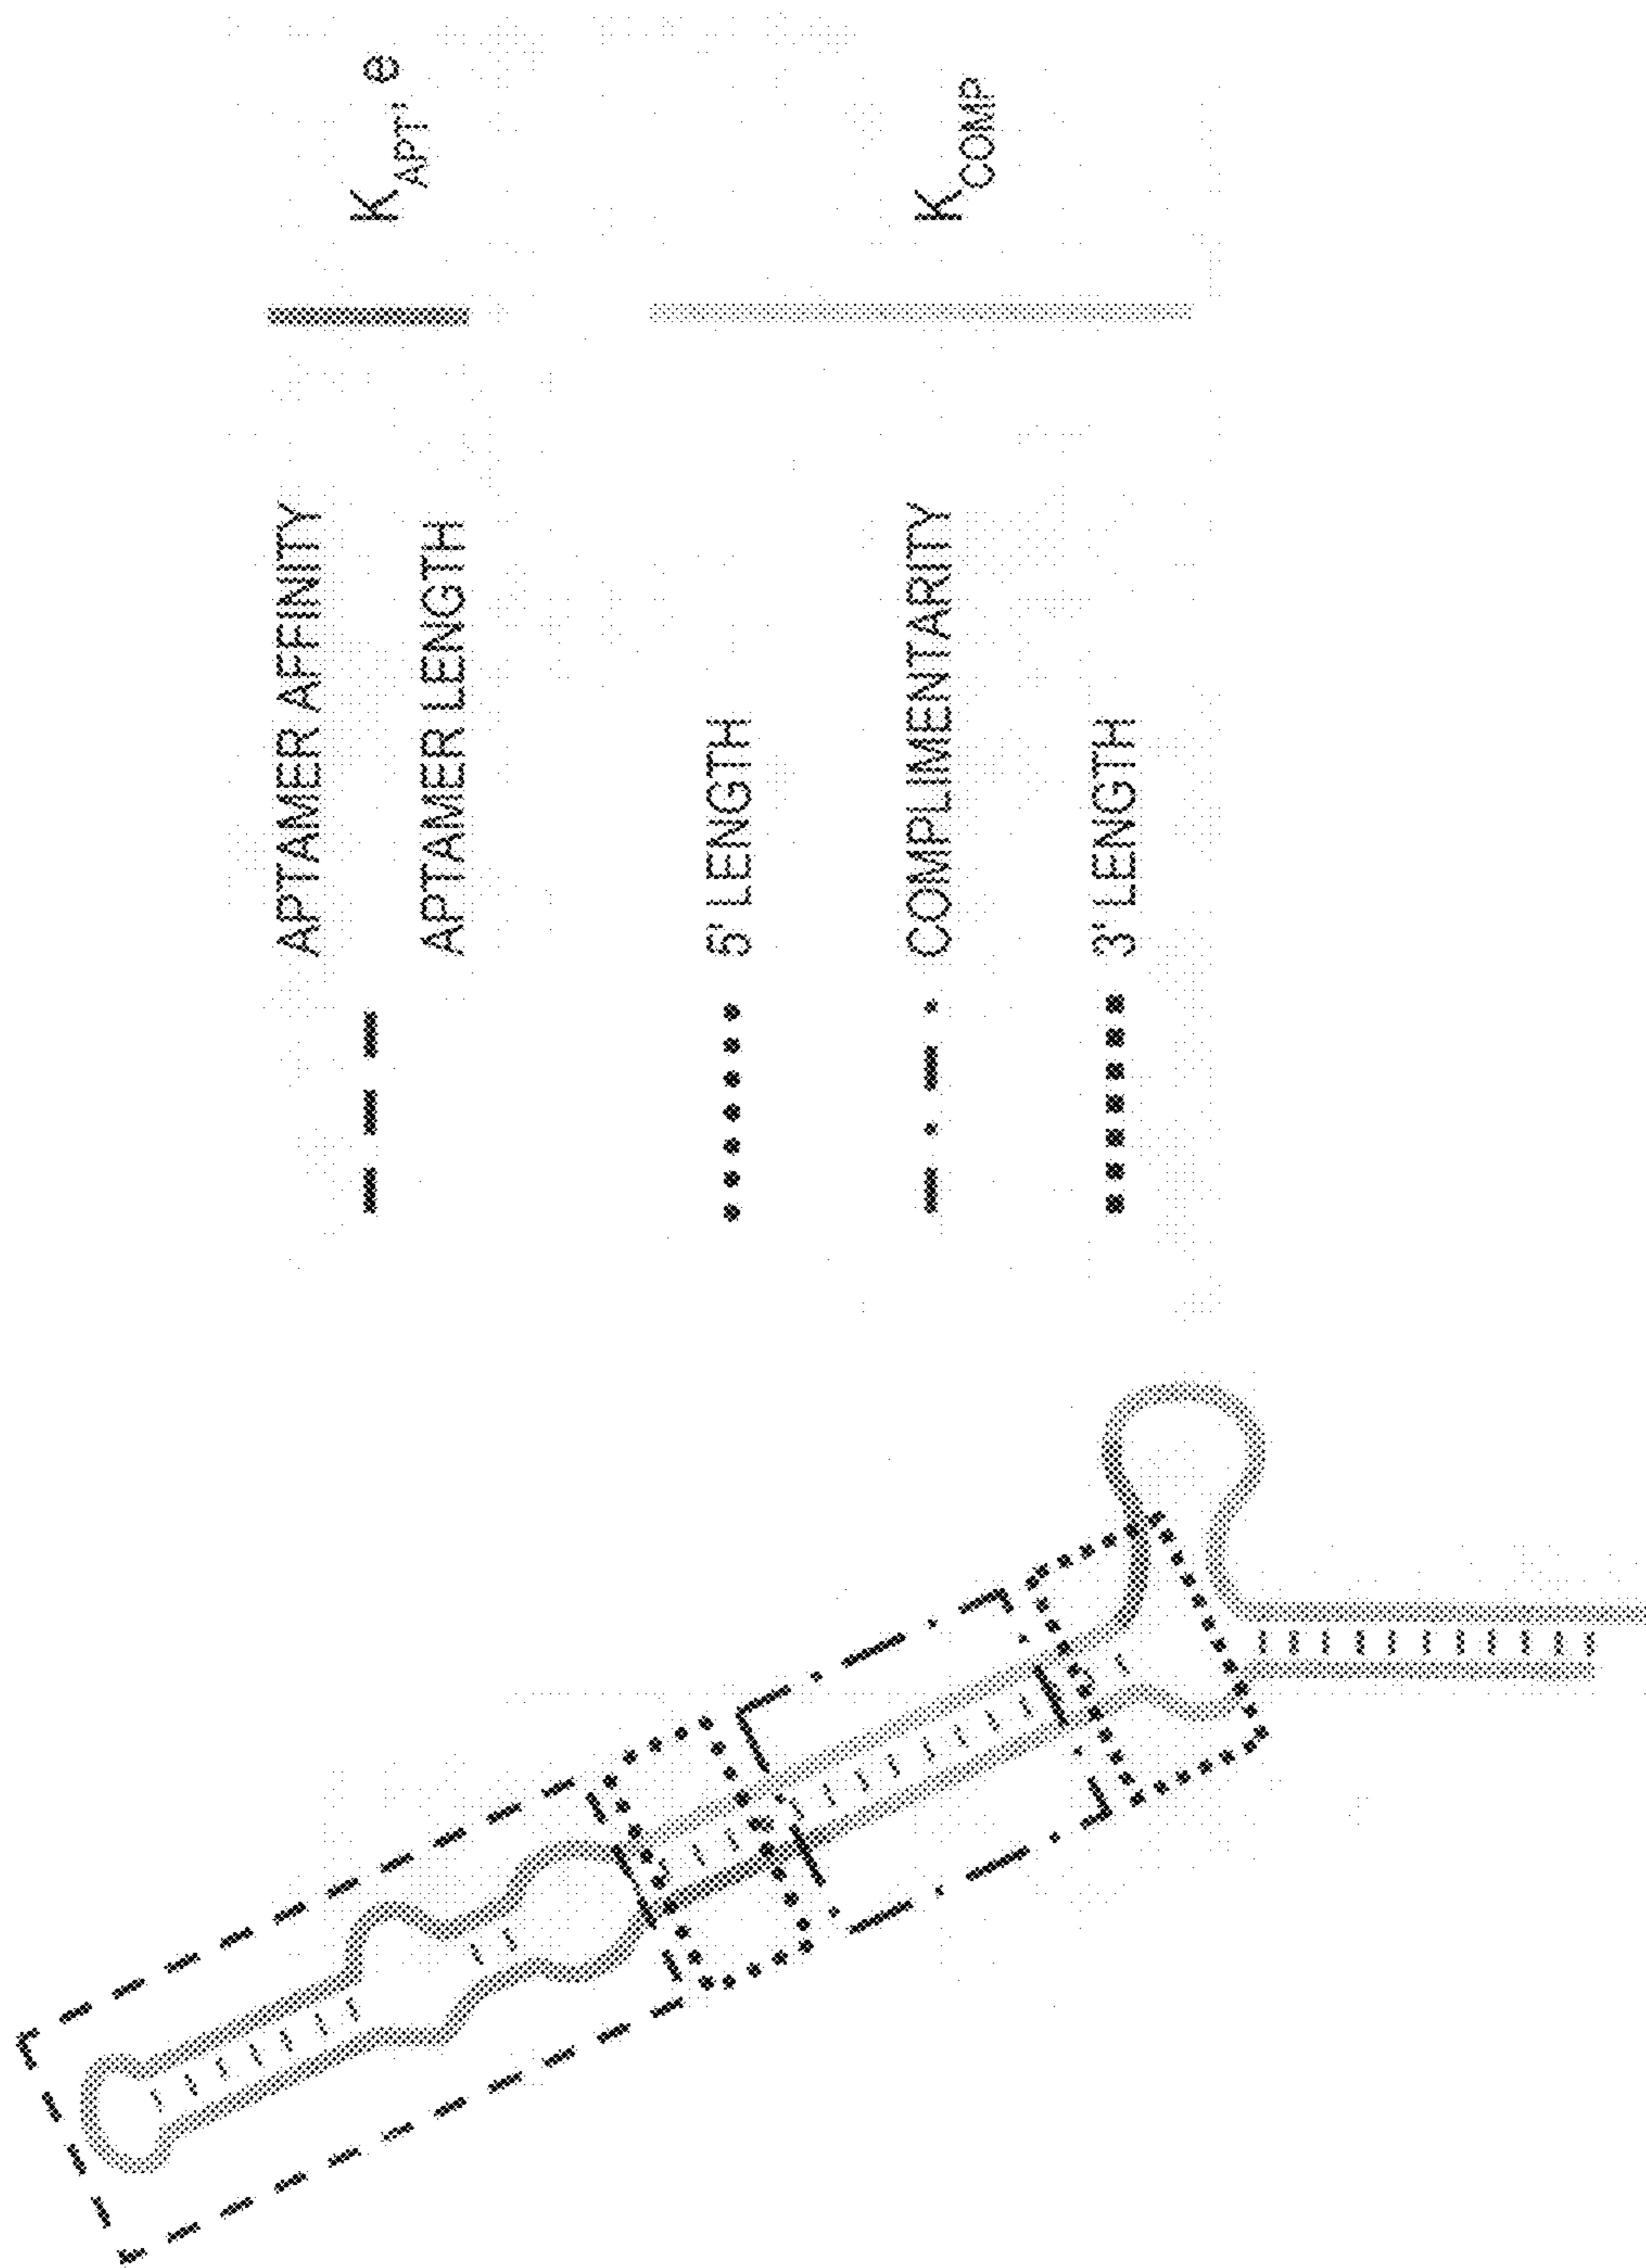 APTAMER AFFINITY
APTAMER LENGTH
K_APT, e
5' LENGTH
COMPLIMENTARITY
3' LENGTH
K_COMP